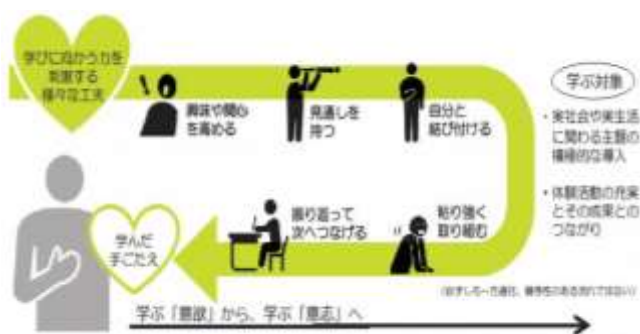 学びに向かう力を
刺激する
様々な工夫
興味や関心
を高める
見通しを
持つ
自分と
結び付ける
学ぶ対象
・実社会や実生活
に関わる主題の
積極的な導入
・体験活動の充実
とその成果との
つながり
粘り強く
取り組む
振り返って
次へつなげる
学んだ
手ごたえ
学ぶ「意欲」から、学ぶ「意志」へ